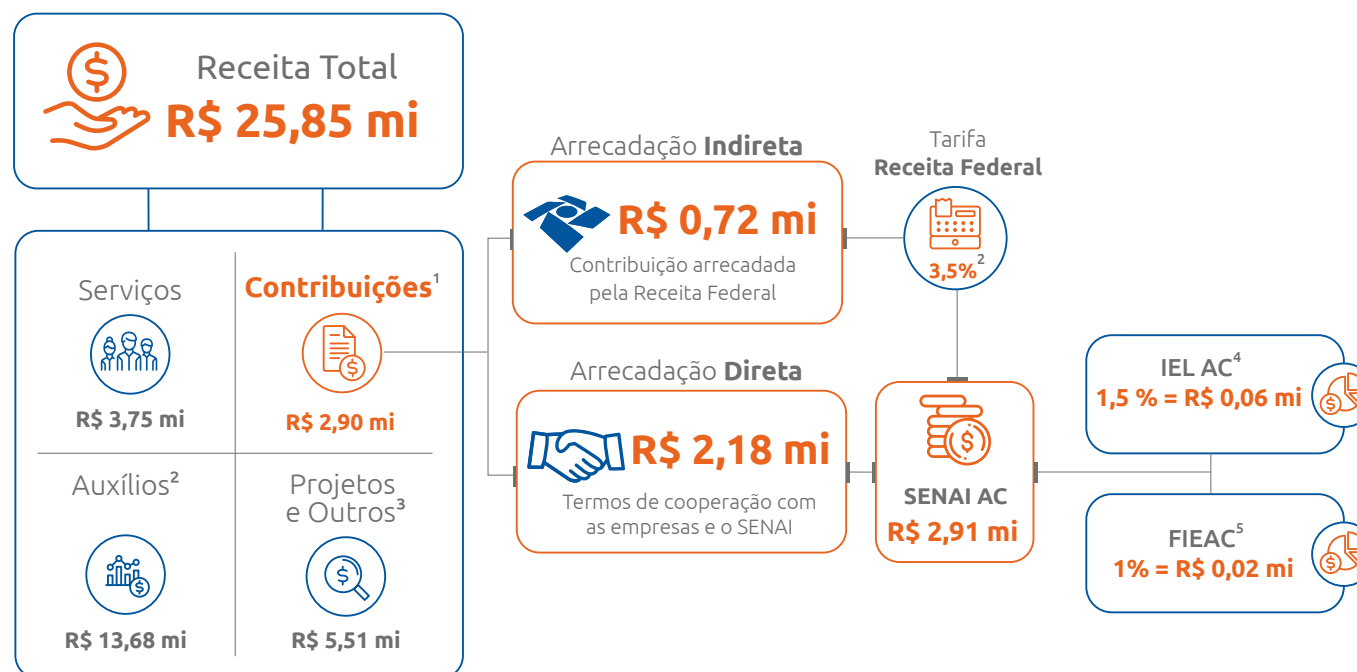 Receita Total
R$ 25,85 mi
Serviços
R$ 3,75 mi
Contribuições¹
R$ 2,90 mi
Auxílios²
R$ 13,68 mi
Projetos
e Outros³
R$ 5,51 mi
Arrecadação Indireta
R$ 0,72 mi
Contribuição arrecadada
pela Receita Federal
Tarifa
Receita Federal
3,5%²
Arrecadação Direta
R$ 2,18 mi
Termos de cooperação com
as empresas e o SENAI
SENAI AC
R$ 2,91 mi
IEL AC⁴
1,5 % = R$ 0,06 mi
FIEAC⁵
1% = R$ 0,02 mi